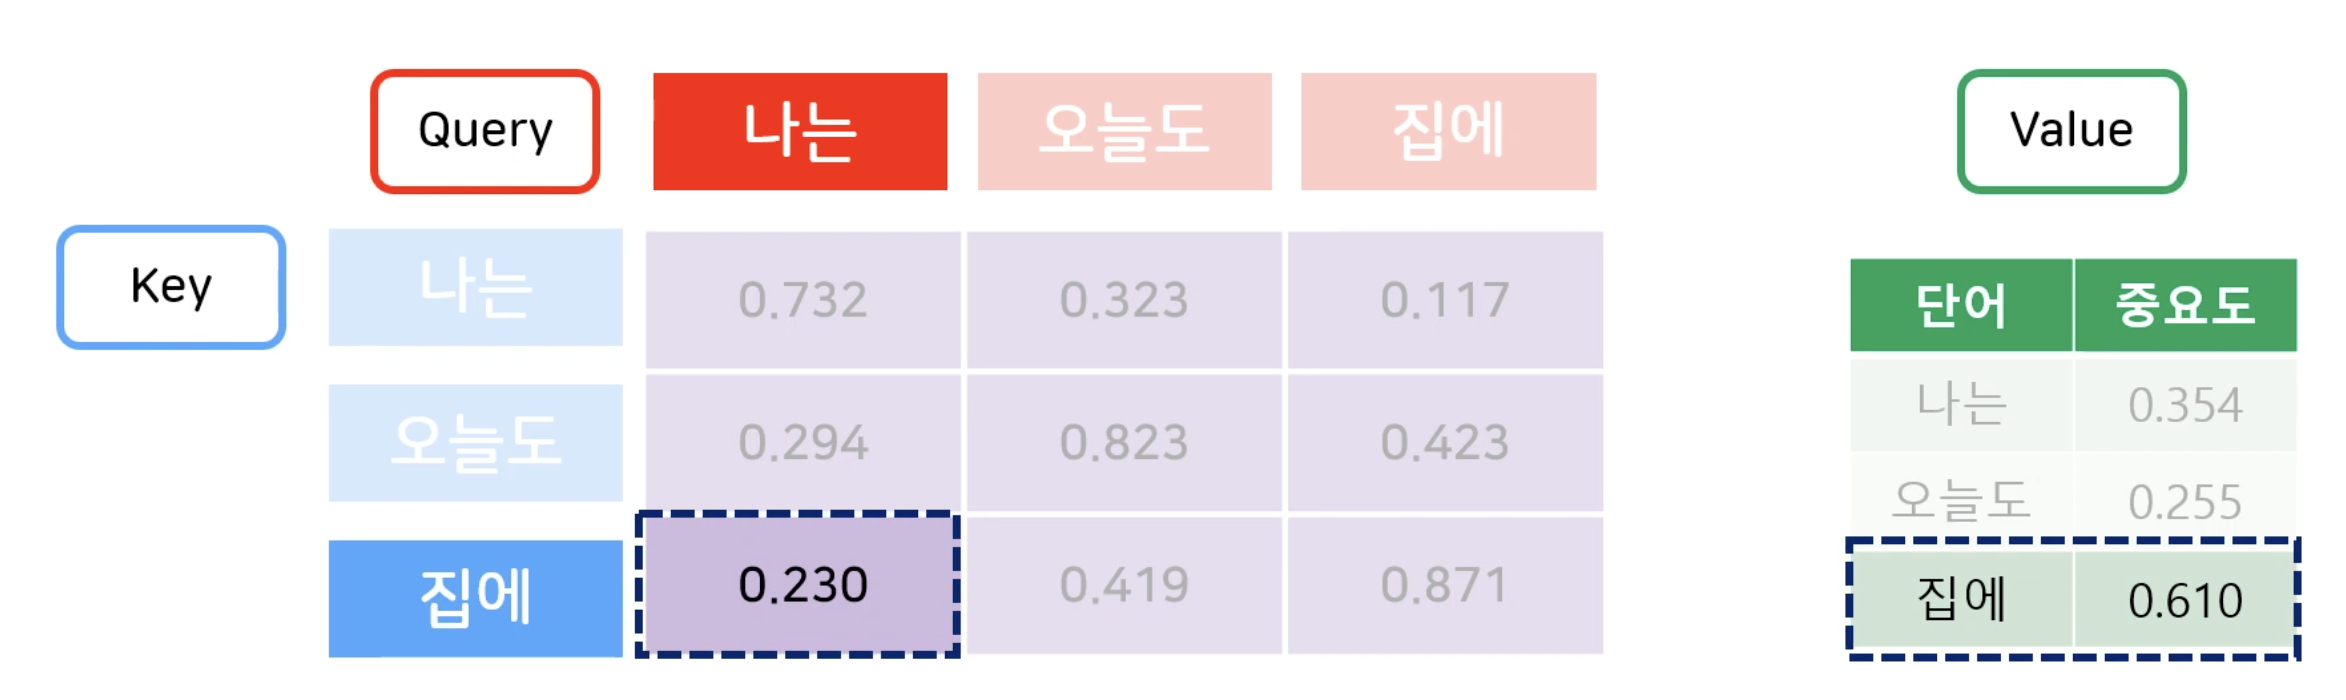 Query 나는 오늘도 집에 Value
Key 나는 0.732 0.323 0.117 단어 중요도
나는 0.354
오늘도 0.294 0.823 0.423
오늘도 0.255
집에 0.230 0.419 0.871 집에 0.610